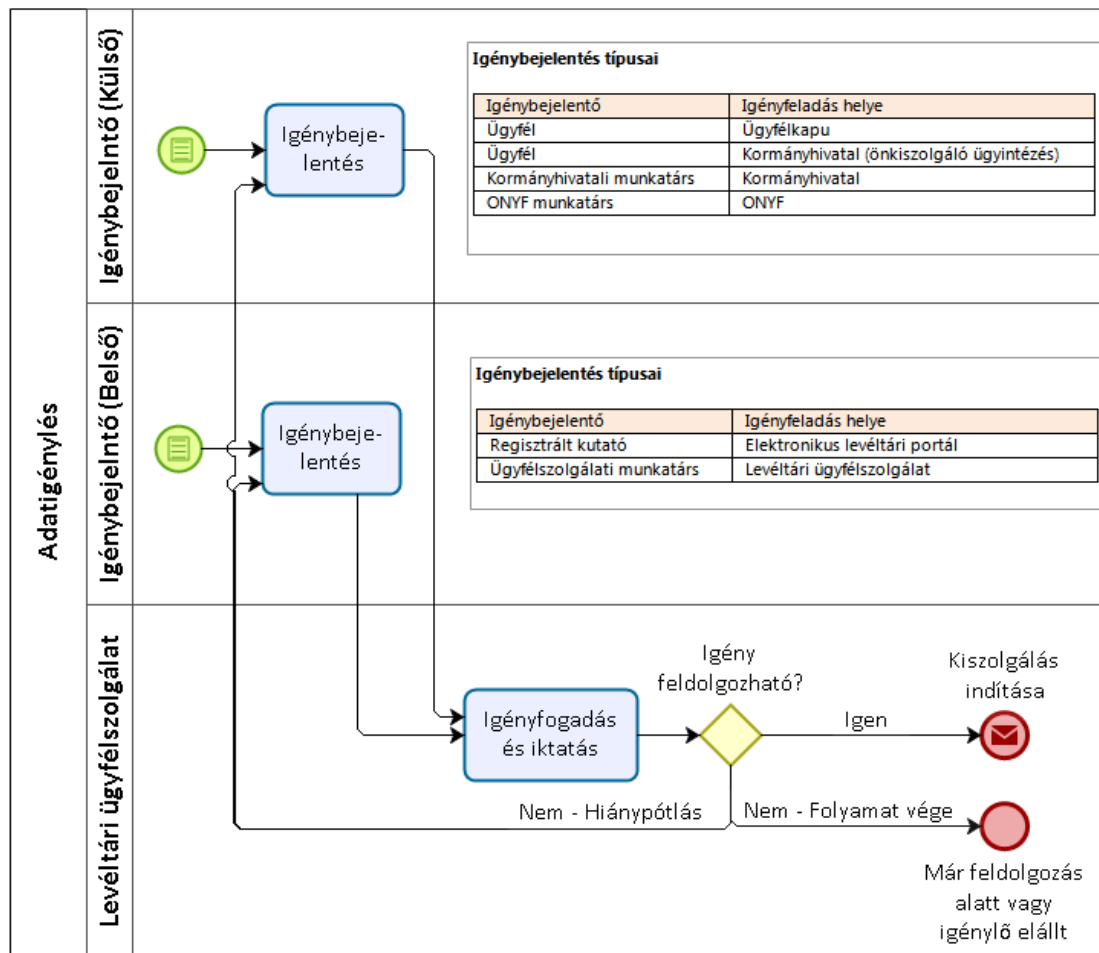 Adatigénylés
Igénybejelntő (Külső)
Igénybeje-
lentés
Igénybejelentés típusai
Igénybejelentő Igényfeladás helye
Ügyfél Ügyfélkapu
Ügyfél Kormányhivatal (önkiszolgáló ügyintézés)
Kormányhivatali munkatárs Kormányhivatal
ONYF munkatárs ONYF
Igénybejelntő (Belső)
Igénybeje-
lentés
Igénybejelentés típusai
Igénybejelentő Igényfeladás helye
Regisztrált kutató Elektronikus levéltári portál
Ügyfélszolgálati munkatárs Levéltári ügyfélszolgálat
Levéltári ügyfélszolgálat
Igényfogadás
és iktatás
Igény
feldolgozható?
Igen
Kiszolgálás
indítása
Nem - Hiánypótlás
Nem - Folyamat vége
Már feldolgozás
alatt vagy
igénylő elállt